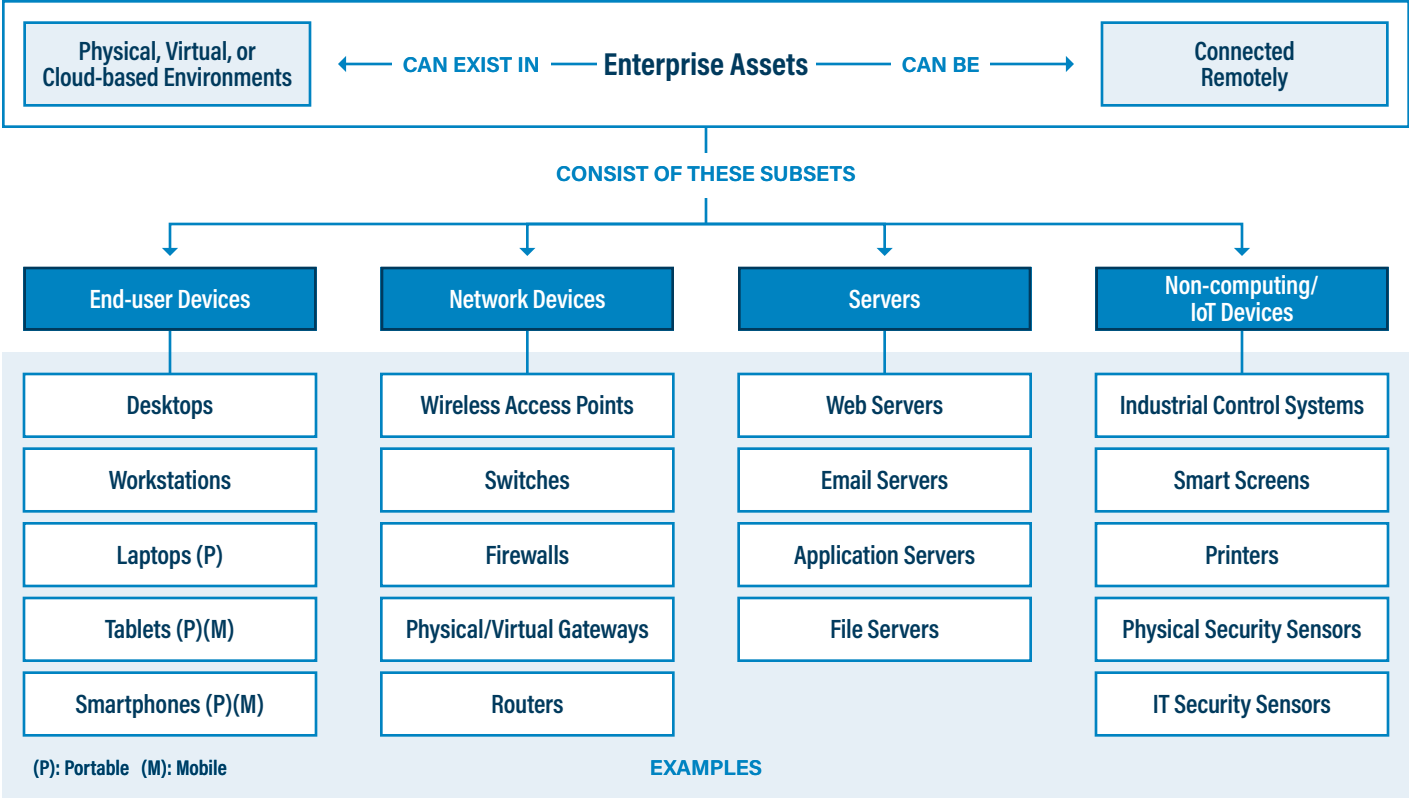 Physical, Virtual, or
Cloud-based Environments
CAN EXIST IN
Enterprise Assets
CAN BE
Connected
Remotely
CONSIST OF THESE SUBSETS
End-user Devices
Desktops
Workstations
Laptops (P)
Tablets (P)(M)
Smartphones (P)(M)
Network Devices
Wireless Access Points
Switches
Firewalls
Physical/Virtual Gateways
Routers
Servers
Web Servers
Email Servers
Application Servers
File Servers
Non-computing/
IoT Devices
Industrial Control Systems
Smart Screens
Printers
Physical Security Sensors
IT Security Sensors
(P): Portable (M): Mobile
EXAMPLES